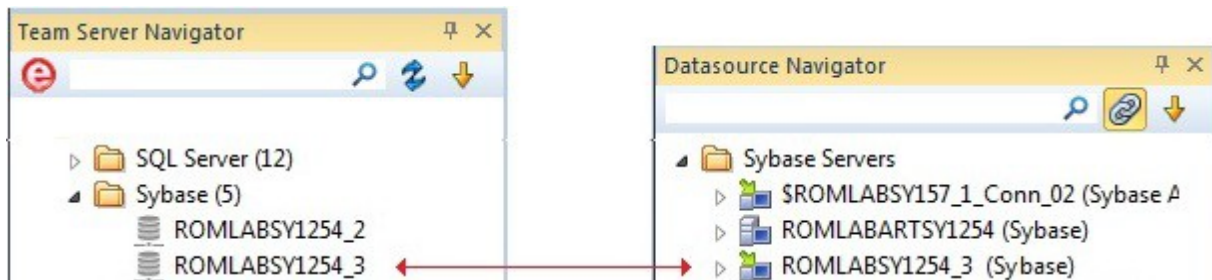 Team Server Navigator
SQL Server (12)
Sybase (5)
ROMLABSY1254_2
ROMLABSY1254_3
Datasource Navigator
Sybase Servers
$ROMLABSY157_1_Conn_02 (Sybase A
ROMLABARTSY1254 (Sybase)
ROMLABSY1254_3 (Sybase)